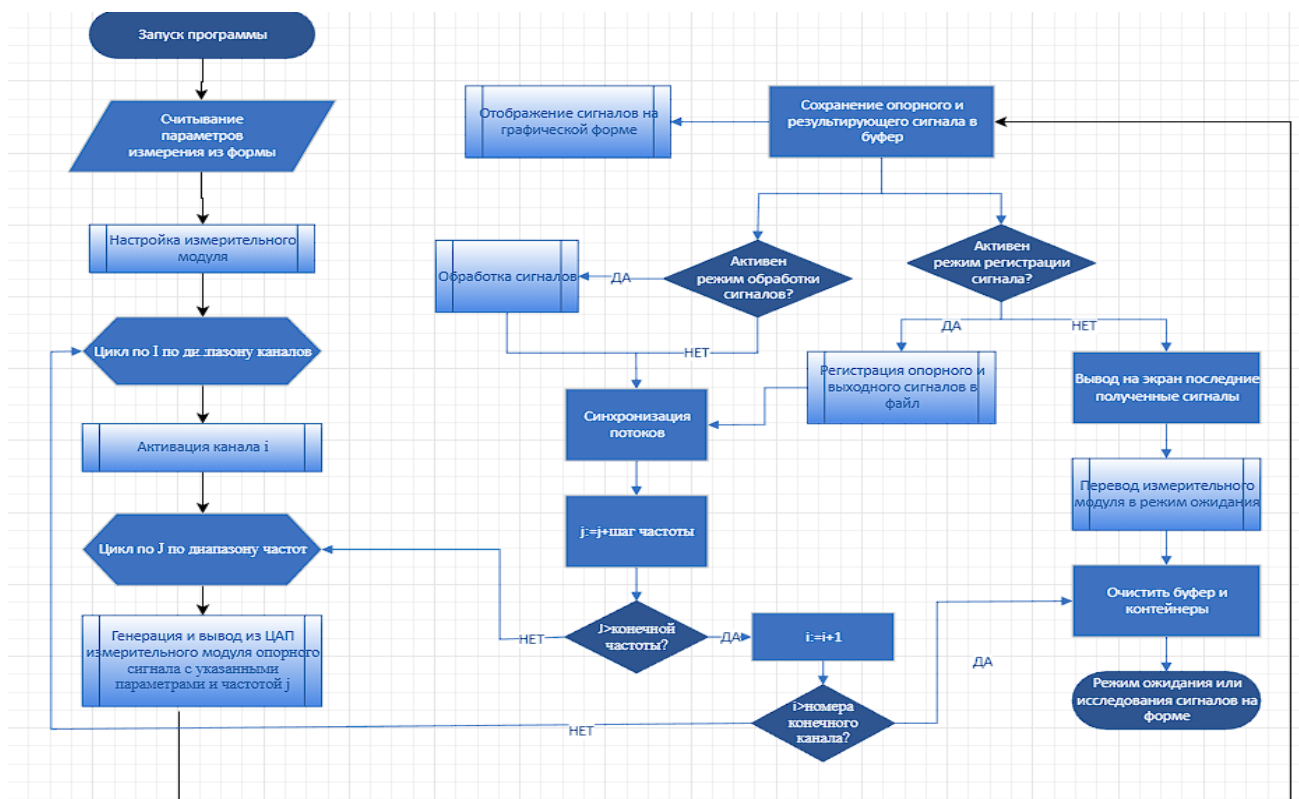 Запуск программы
Считывание
параметров
измерения из формы
Настройка измерительного
модуля
Цикл по I по ди..пазону каналов
Активация канала i
Цикл по J по диапазону частот
Генерация и вывод из ЦАП
измерительного модуля опорного
сигнала с указанными
параметрами и частотой j
Отображение сигналов на
графической форме
Сохранение опорного и
результирующего сигнала в
буфер
Активен
режим обработки
сигналов?
Активен
режим регистрации
сигнала?
Обработка сигналов
ДА
НЕТ
ДА
НЕТ
Регистрация опорного и
выходного сигналов в
файл
Вывод на экран последние
полученные сигналы
Синхронизация
потоков
Перевод измерительного
модуля в режим ожидания
j:=j+шаг частоты
Очистить буфер и
контейнеры
J>конечной
частоты?
НЕТ
ДА
i:=i+1
i>номера
конечного
канала?
НЕТ
ДА
Режим ожидания или
исследования сигналов на
форме